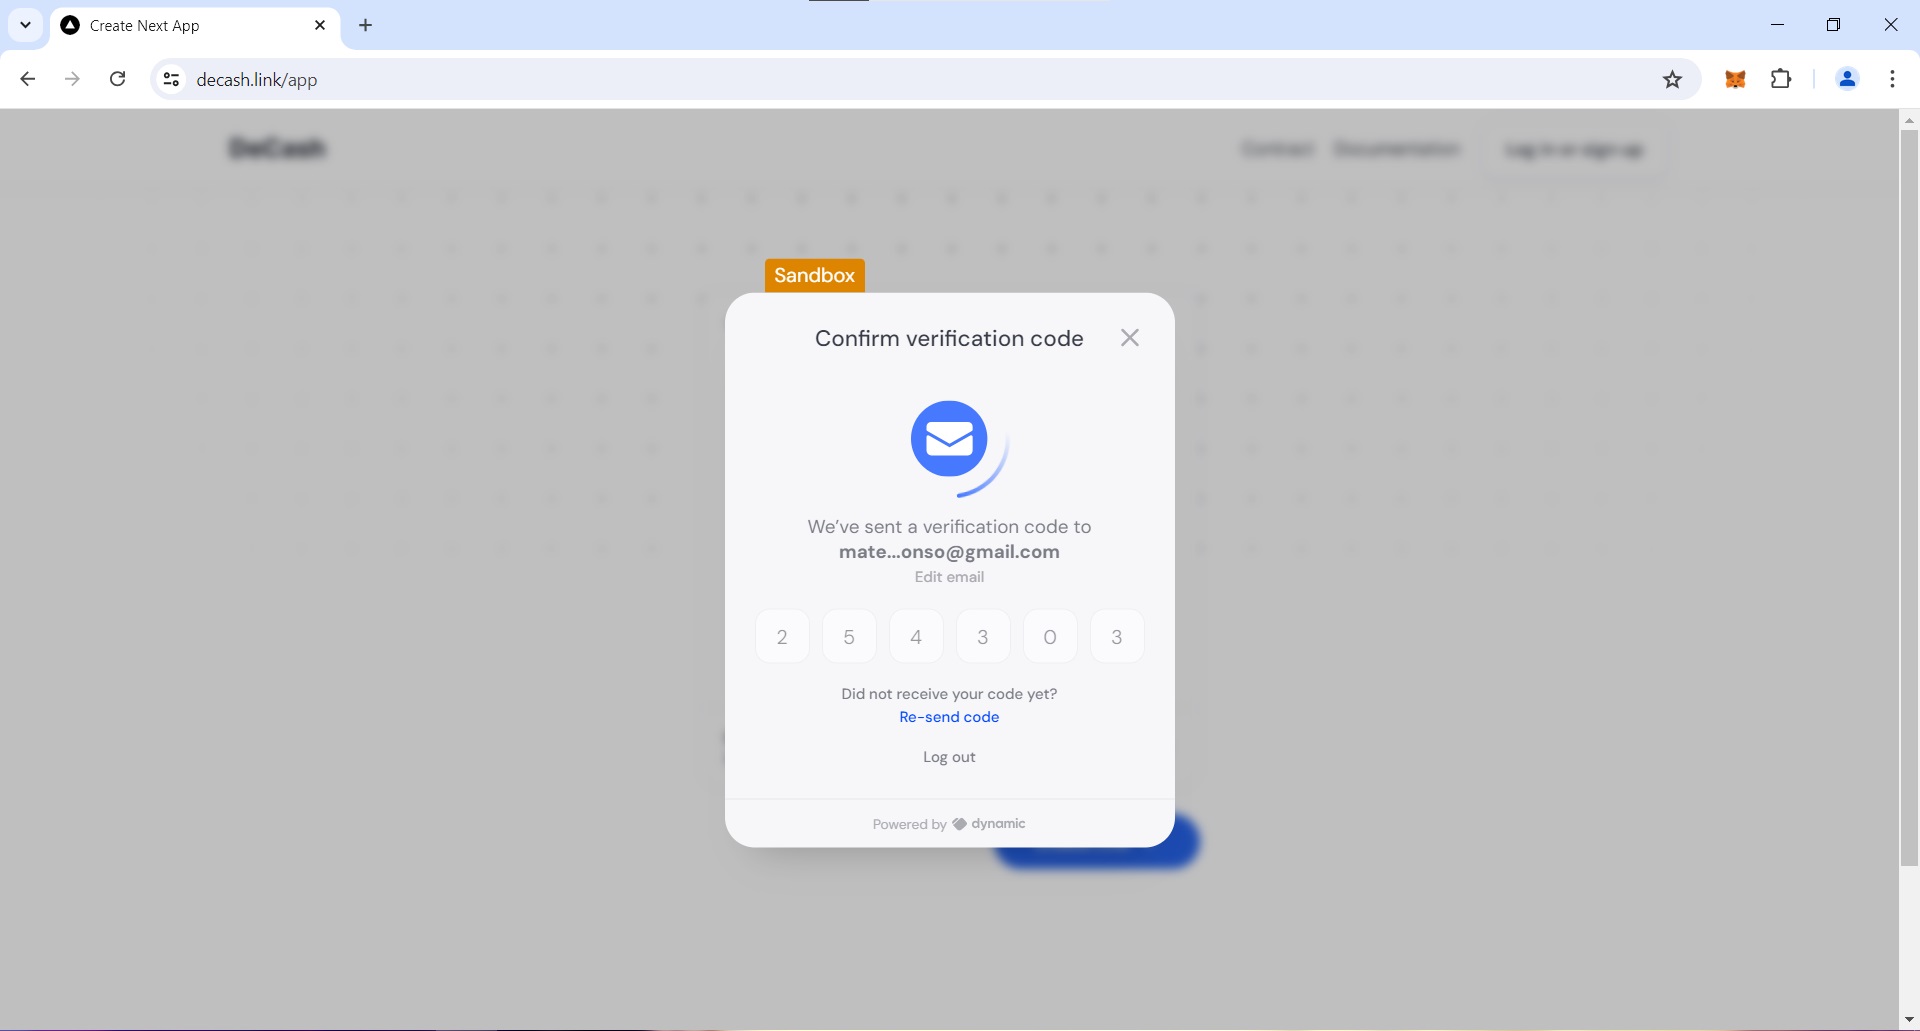 Create Next App
decash.link/app
DeCash
Contract Documentation Log in or sign up
Sandbox
Confirm verification code
We’ve sent a verification code to
mate...onso@gmail.com
Edit email
2 5 4 3 0 3
Did not receive your code yet?
Re-send code
Log out
Powered by dynamic